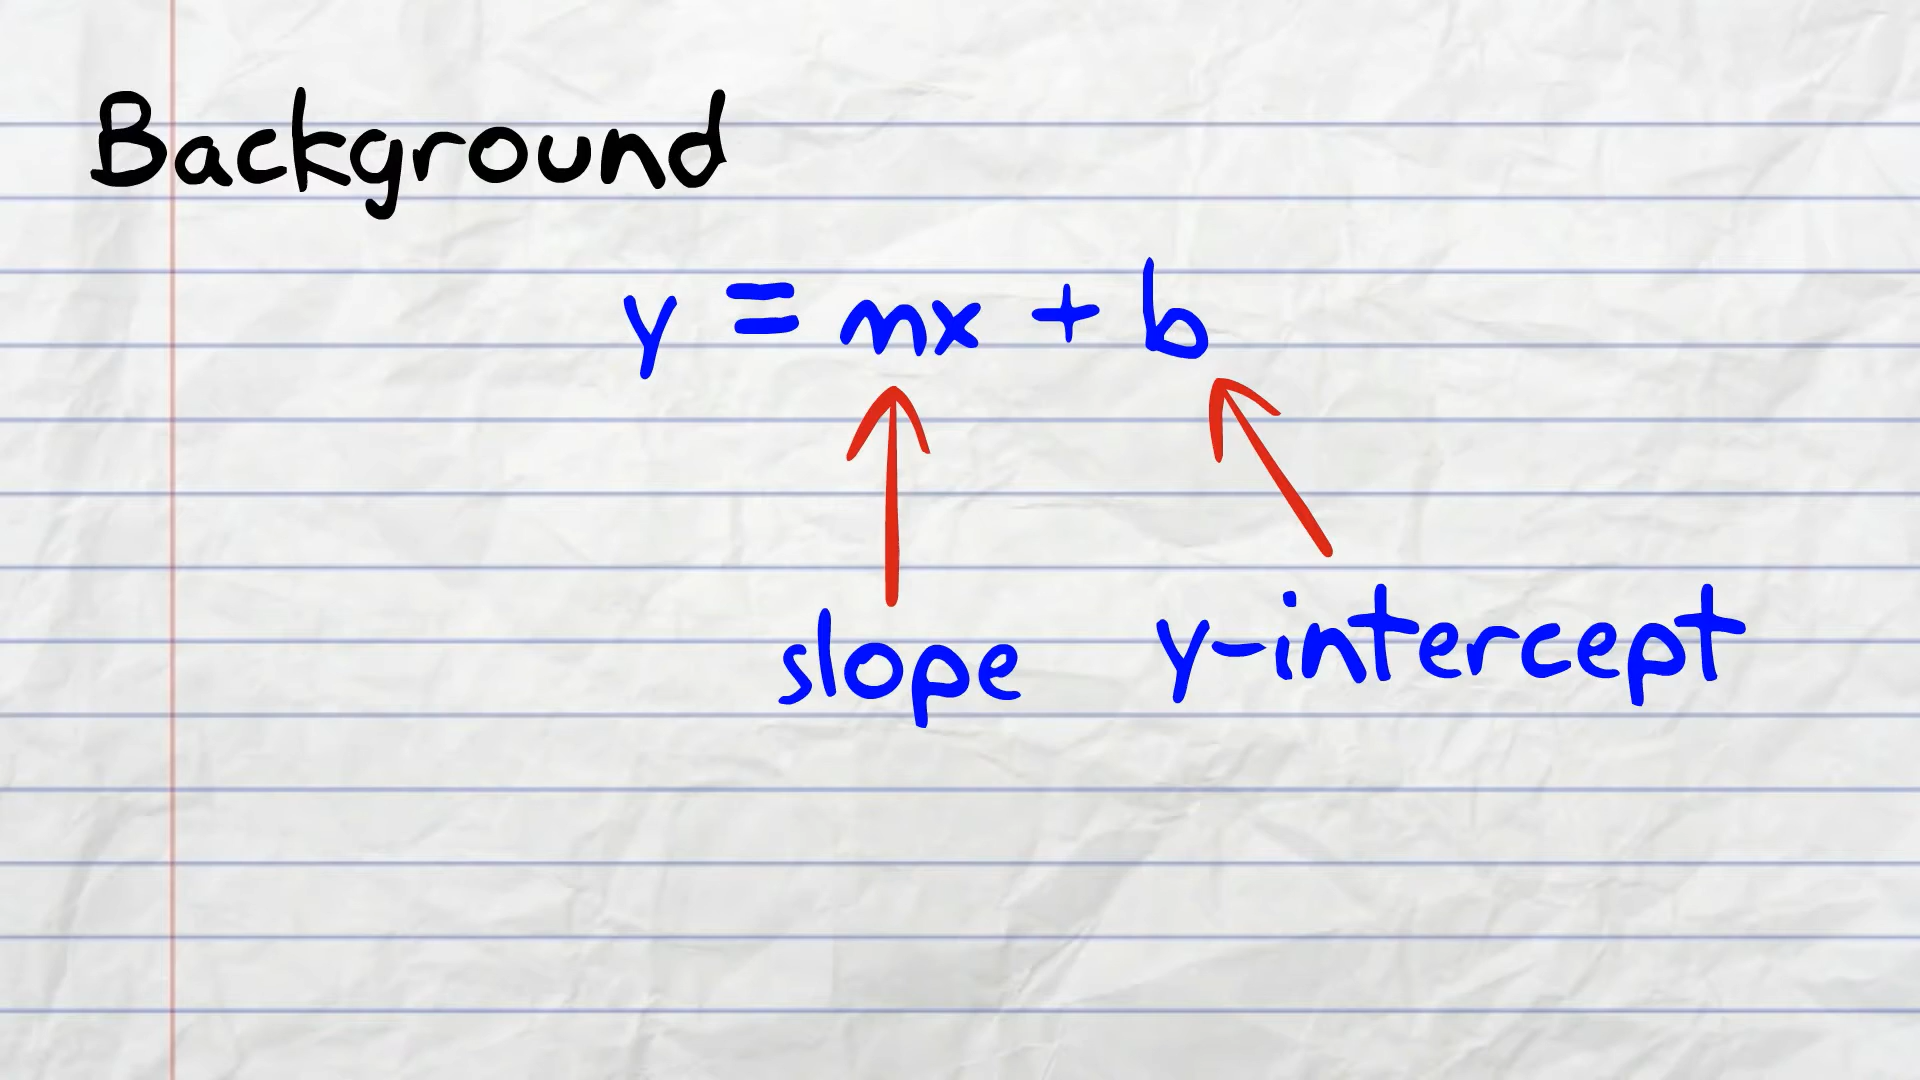 Background
y = mx + b
slope
y-intercept